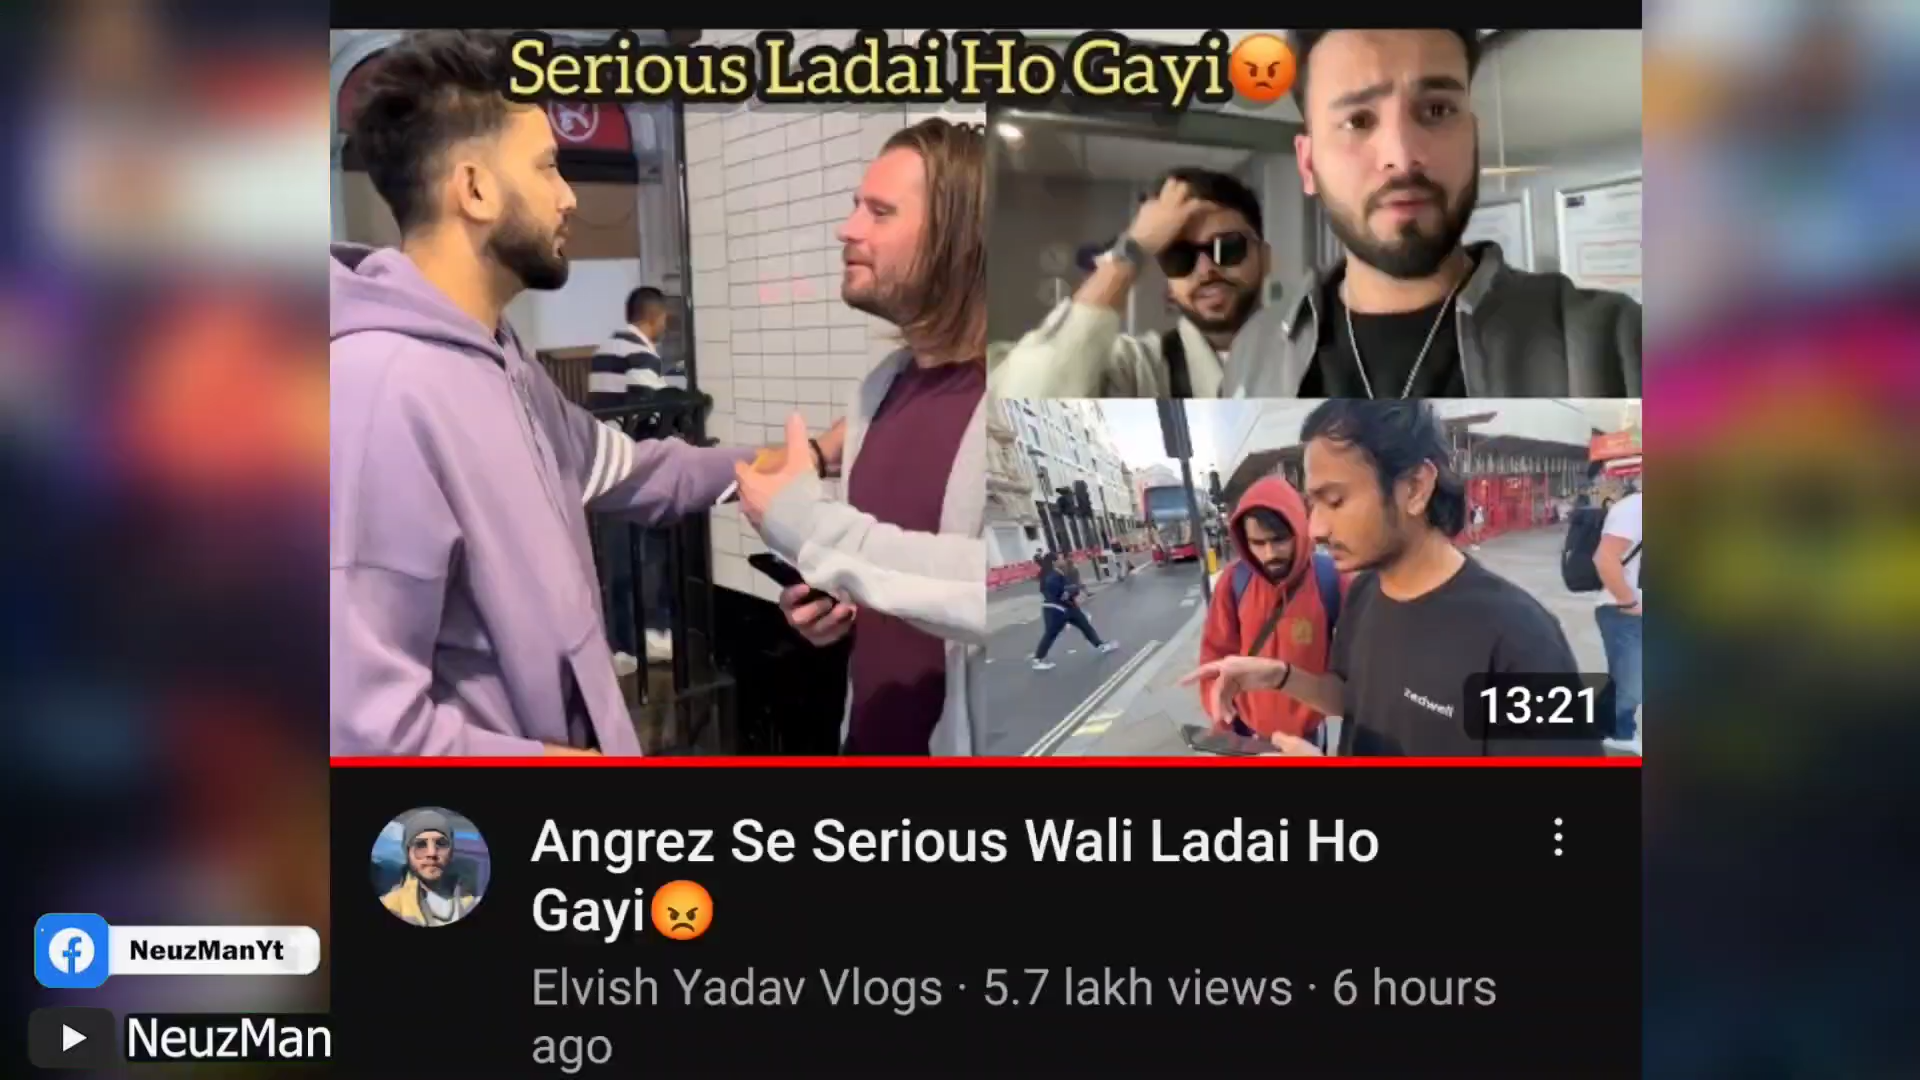 Serious Ladai Ho Gayi😡
zedwell
13:21
Angrez Se Serious Wali Ladai Ho
Gayi😡
Elvish Yadav Vlogs · 5.7 lakh views · 6 hours
ago
NeuzManYt
NeuzMan